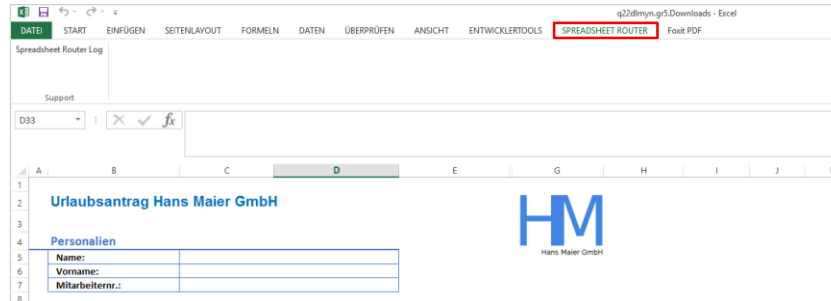 q22dlmyn.gr5.Downloads - Excel
DATEI START EINFÜGEN SEITENLAYOUT FORMELN DATEN ÜBERPRÜFEN ANSICHT ENTWICKLERTOOLS SPREADSHEET ROUTER Foxit PDF
Spreadsheet Router Log
Support
D33 fx
A B C D E G H I J
1
2 Urlaubsantrag Hans Maier GmbH HM
3
4 Personalien Hans Maier GmbH
5 Name:
6 Vorname:
7 Mitarbeiternr.:
8